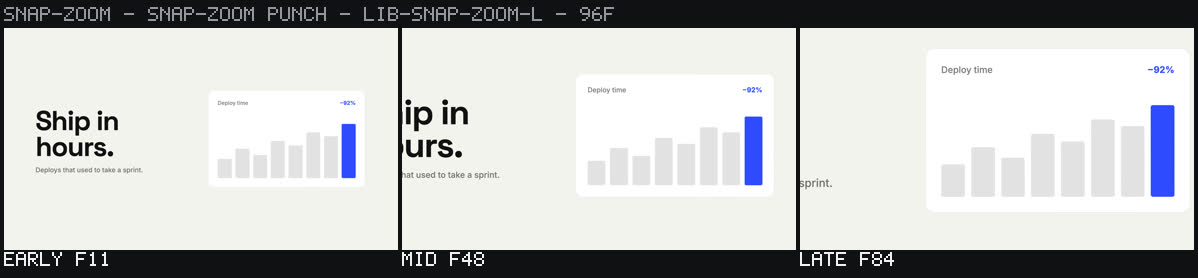 SNAP-ZOOM – SNAP-ZOOM PUNCH – LIB-SNAP-ZOOM-L – 96F
Ship in
hours.
Deploys that used to take a sprint.
Deploy time
−92%
EARLY F11
ip in
ours.
hat used to take a sprint.
Deploy time
−92%
MID F48
sprint.
Deploy time
−92%
LATE F84